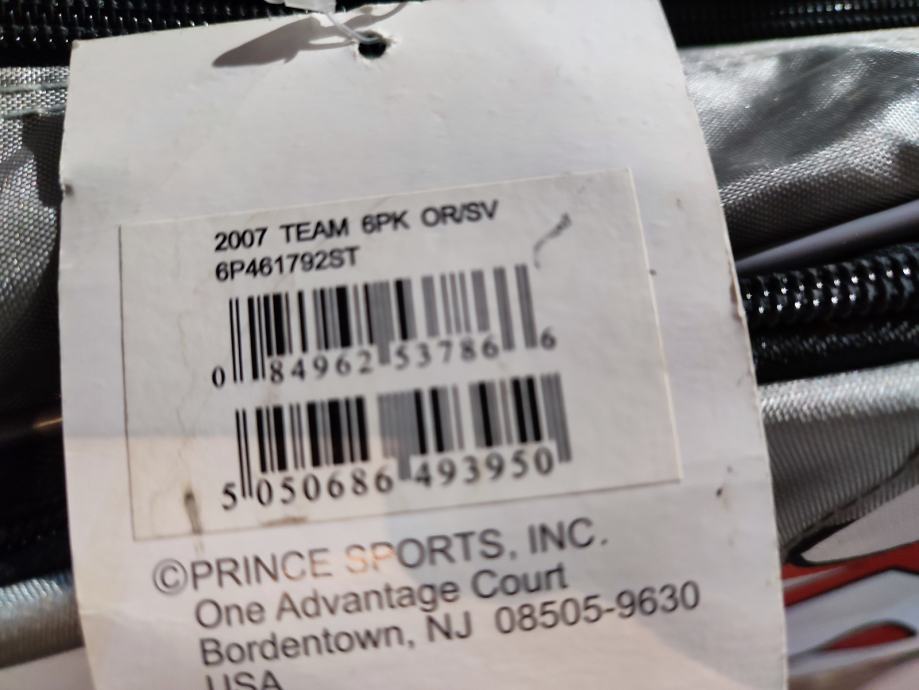 2007 TEAM 6PK OR/SV
6P461792ST
0 84962 53786 6
5 050686 493950
©PRINCE SPORTS, INC.
One Advantage Court
Bordentown, NJ 08505-9630
USA